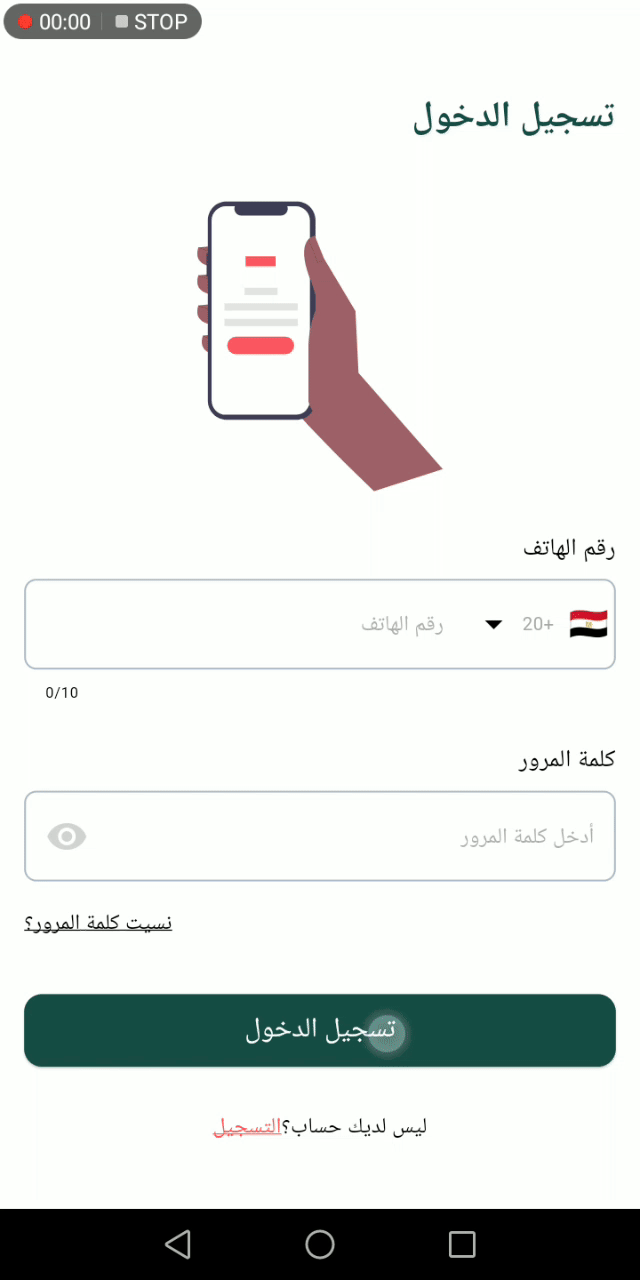 00:00 STOP
تسجيل الدخول
رقم الهاتف
+20 رقم الهاتف
0/10
كلمة المرور
أدخل كلمة المرور
نسيت كلمة المرور؟
تسجيل الدخول
ليس لديك حساب؟التسجيل